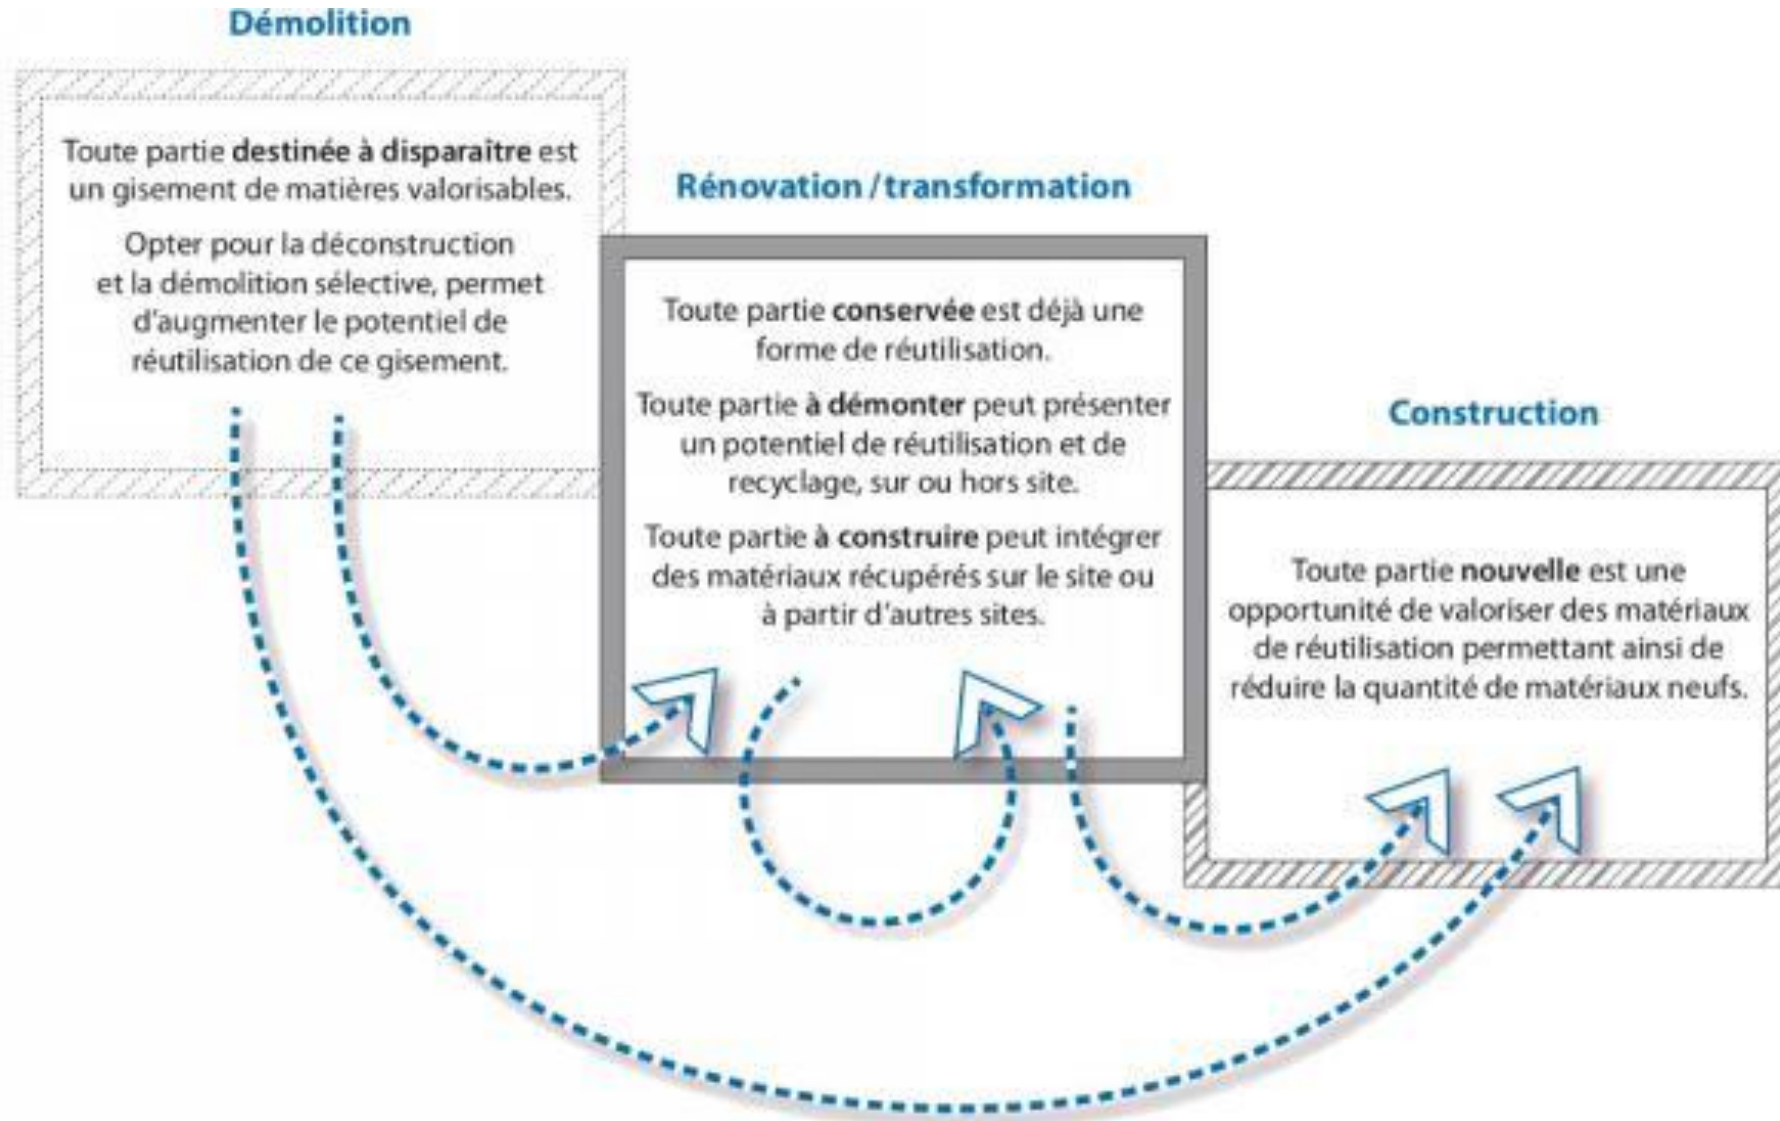 Démolition
Toute partie destinée à disparaître est
un gisement de matières valorisables.
Opter pour la déconstruction
et la démolition sélective, permet
d'augmenter le potentiel de
réutilisation de ce gisement.
Rénovation / transformation
Toute partie conservée est déjà une
forme de réutilisation.
Toute partie à démonter peut présenter
un potentiel de réutilisation et de
recyclage, sur ou hors site.
Toute partie à construire peut intégrer
des matériaux récupérés sur le site ou
à partir d'autres sites.
Construction
Toute partie nouvelle est une
opportunité de valoriser des matériaux
de réutilisation permettant ainsi de
réduire la quantité de matériaux neufs.